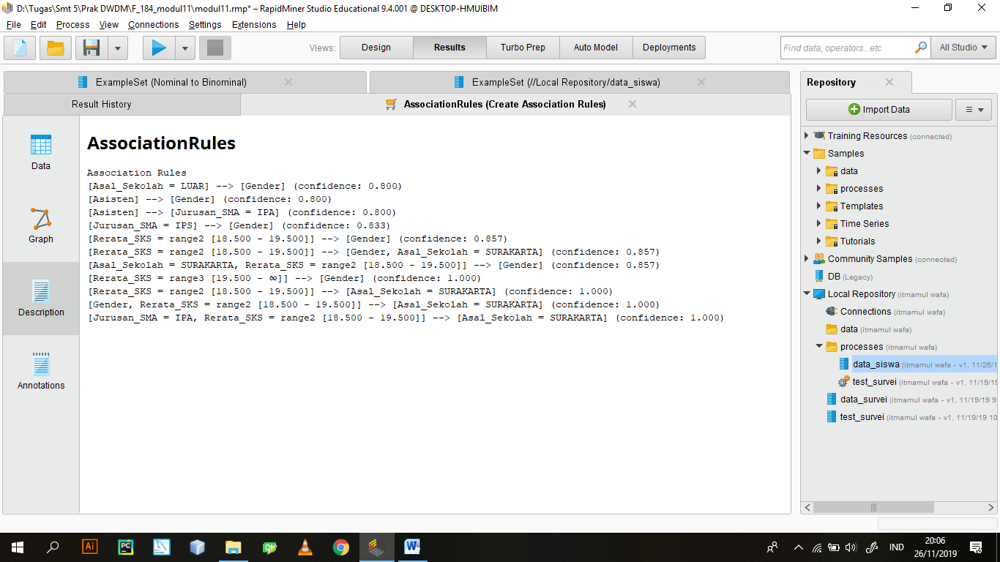 D:\Tugas\Smt 5\Prak DWDM\F_184_modul11\modul11.rmp* – RapidMiner Studio Educational 9.4.001 @ DESKTOP-HMUIBIM
File Edit Process View Connections Settings Extensions Help
Views: Design Results Turbo Prep Auto Model Deployments Find data, operators...etc All Studio
ExampleSet (Nominal to Binominal) ExampleSet (//Local Repository/data_siswa)
Result History AssociationRules (Create Association Rules)
Data
Graph
Description
Annotations
AssociationRules
Association Rules
[Asal_Sekolah = LUAR] --> [Gender] (confidence: 0.800)
[Asisten] --> [Gender] (confidence: 0.800)
[Asisten] --> [Jurusan_SMA = IPA] (confidence: 0.800)
[Jurusan_SMA = IPS] --> [Gender] (confidence: 0.833)
[Rerata_SKS = range2 [18.500 - 19.500]] --> [Gender] (confidence: 0.857)
[Rerata_SKS = range2 [18.500 - 19.500]] --> [Gender, Asal_Sekolah = SURAKARTA] (confidence: 0.857)
[Asal_Sekolah = SURAKARTA, Rerata_SKS = range2 [18.500 - 19.500]] --> [Gender] (confidence: 0.857)
[Rerata_SKS = range3 [19.500 - ∞]] --> [Gender] (confidence: 1.000)
[Rerata_SKS = range2 [18.500 - 19.500]] --> [Asal_Sekolah = SURAKARTA] (confidence: 1.000)
[Gender, Rerata_SKS = range2 [18.500 - 19.500]] --> [Asal_Sekolah = SURAKARTA] (confidence: 1.000)
[Jurusan_SMA = IPA, Rerata_SKS = range2 [18.500 - 19.500]] --> [Asal_Sekolah = SURAKARTA] (confidence: 1.000)
Repository
Import Data
Training Resources (connected)
Samples
data
processes
Templates
Time Series
Tutorials
Community Samples (connected)
DB (Legacy)
Local Repository (itmamul wafa)
Connections (itmamul wafa)
data (itmamul wafa)
processes (itmamul wafa)
data_siswa (itmamul wafa - v1, 11/26/1
test_survei (itmamul wafa - v1, 11/19/19
data_survei (itmamul wafa - v1, 11/19/19 9
test_survei (itmamul wafa - v1, 11/19/19 10
Ai PC Qt W IND 20:06
26/11/2019